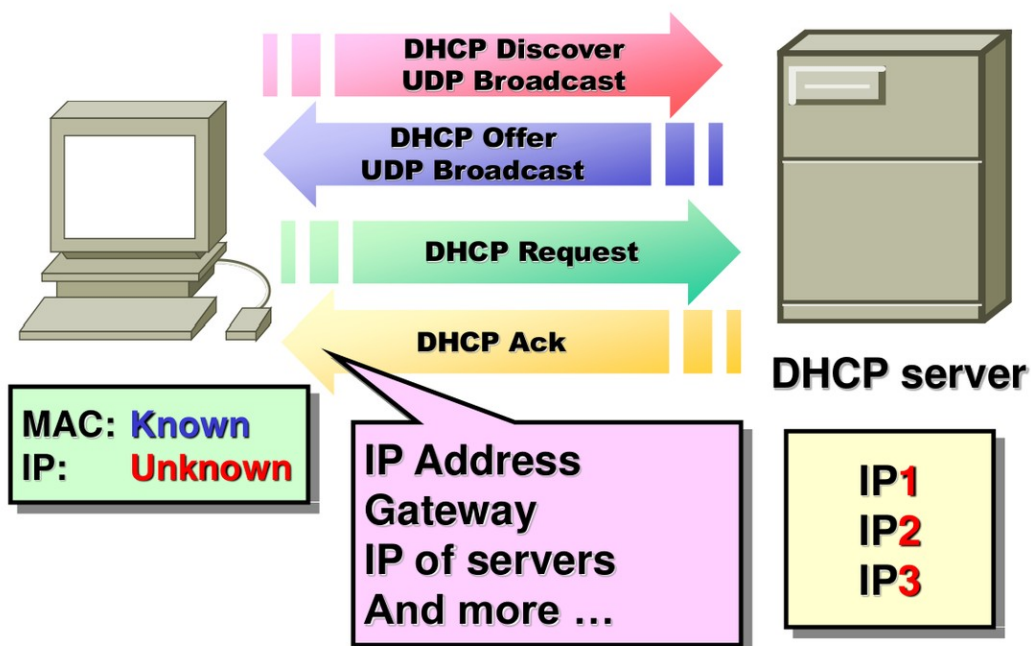 DHCP Discover
UDP Broadcast
DHCP Offer
UDP Broadcast
DHCP Request
DHCP Ack
DHCP server
MAC: Known
IP: Unknown
IP Address
Gateway
IP of servers
And more …
IP1
IP2
IP3